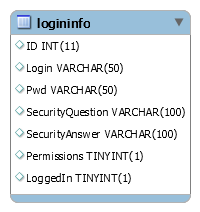 logininfo
ID INT(11)
Login VARCHAR(50)
Pwd VARCHAR(50)
SecurityQuestion VARCHAR(100)
SecurityAnswer VARCHAR(100)
Permissions TINYINT(1)
LoggedIn TINYINT(1)